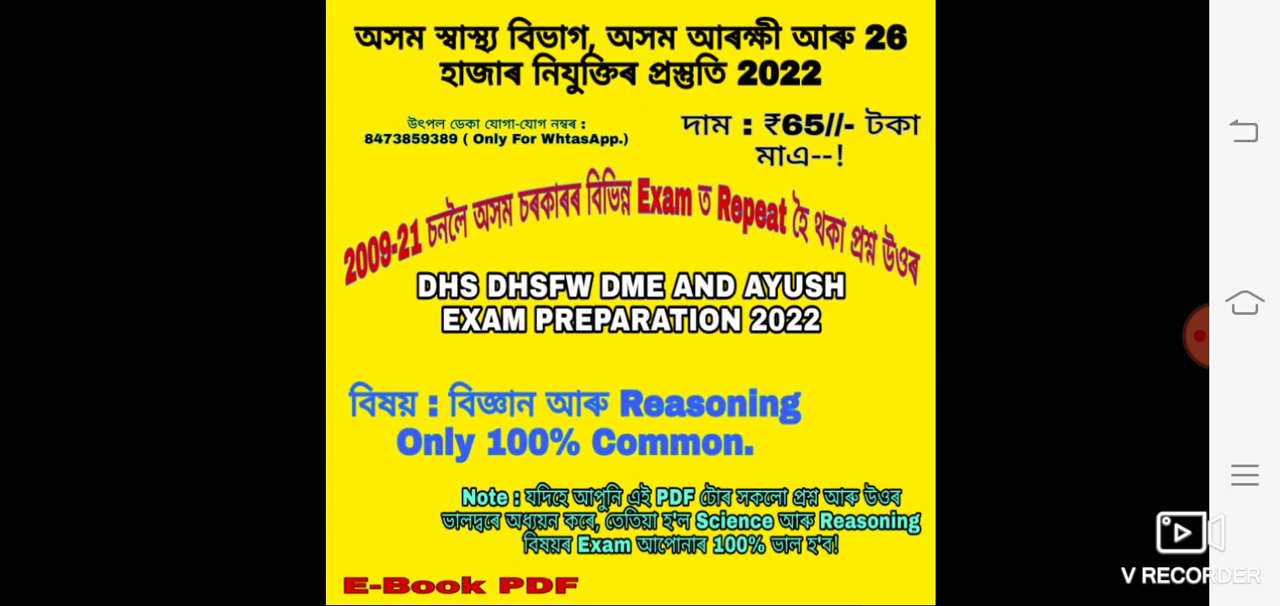 অসম স্বাস্থ্য বিভাগ, অসম আৰক্ষী আৰু 26
হাজাৰ নিযুক্তিৰ প্ৰস্তুতি 2022
উৎপল ডেকা যোগা-যোগ নম্বৰ :
8473859389 ( Only For WhtasApp.)
দাম : ₹65//- টকা
মাএ--!
2009-21 চনলৈ অসম চৰকাৰৰ বিভিন্ন Exam ত Repeat হৈ থকা প্ৰশ্ন উওৰ
DHS DHSFW DME AND AYUSH
EXAM PREPARATION 2022
বিষয় : বিজ্ঞান আৰু Reasoning
Only 100% Common.
Note : যদিহে আপুনি এই PDF টোৰ সকলো প্ৰশ্ন আৰু উওৰ
ভালদ্বৰে অধ্যয়ন কৰে, তেতিয়া হ'ল Science আৰু Reasoning
বিষয়ৰ Exam আপোনাৰ 100% ভাল হ'ব!
E-Book PDF
V RECORDER